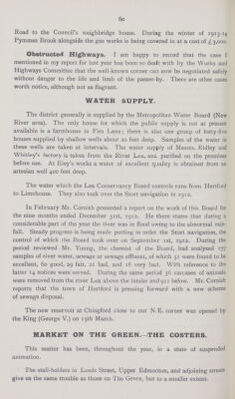 60
Road to the Council's weighbridge house. During the winter of 1913-14
Pymmes Brook alongside the gas works is being covered in at a cost of £3,000.
Obstructed Highways. I am happy to record that the case I
mentioned in my report for last year has been so dealt with by the Works and
Highways Committee that the well-known corner can now be negotiated safely
without danger to the life and limb of the passer-by. There are other cases
worth notice, although not so flagrant.
WATER SUPPLY.
The district generally is supplied by the Metropolitan Water Board (New
River area). The only house for which the public supply is not at present
available is a farmhouse in Firs Lane; there is also one group of forty-five
houses supplied by shallow wells about 20 feet deep. Samples of the water in
these wells are taken at intervals. The water supply of Messrs. Ridley and
Whitley's factory is taken from the River Lea, and purified on the premises
before use. At Eley's works a water of excellent quality is obtained from an
artesian well 410 feet deep.
The water which the Lea Conservancy Board controls runs from Hertford
to Limehouse. They also took over the Stort navigation in 1912.
In February Mr. Cornish presented a report on the work of this Board for
the nine months ended December 31st, 1912. He there states that during a
considerable part of the year the river was in flood owing to the abnormal rain-
fall. Steady progress is being made putting in order the Stort navigation, the
control of which the Board took over on September 1st, 1912. During the
period reviewed Mr. Young, the chemist of the Board, had analysed 137
samples of river water, sewage or sewage effluent, of which 31 were found to be
excellent, 60 good, 29 fair, 21 bad, and 18 very bad. With reference to the
latter 14 notices were served. During the same period 36 carcases of animals
were removed from the river Lea above the intake and 912 below. Mr. Cornish
reports that the town of Hertford is pressing forward with a new scheme
of sewage disposal.
The new reservoir at Chingford close to our N.E. corner was opened by
the King (George V.) on 15th March.
MARKET ON THE GREEN.—THE COSTERS.
This matter has been, throughout the year, in a state of suspended
animation.
The stall-holders in Leeds Street, Upper Edmonton, and adjoining streets
give us the same trouble as those on The Green, but to a smaller extent.